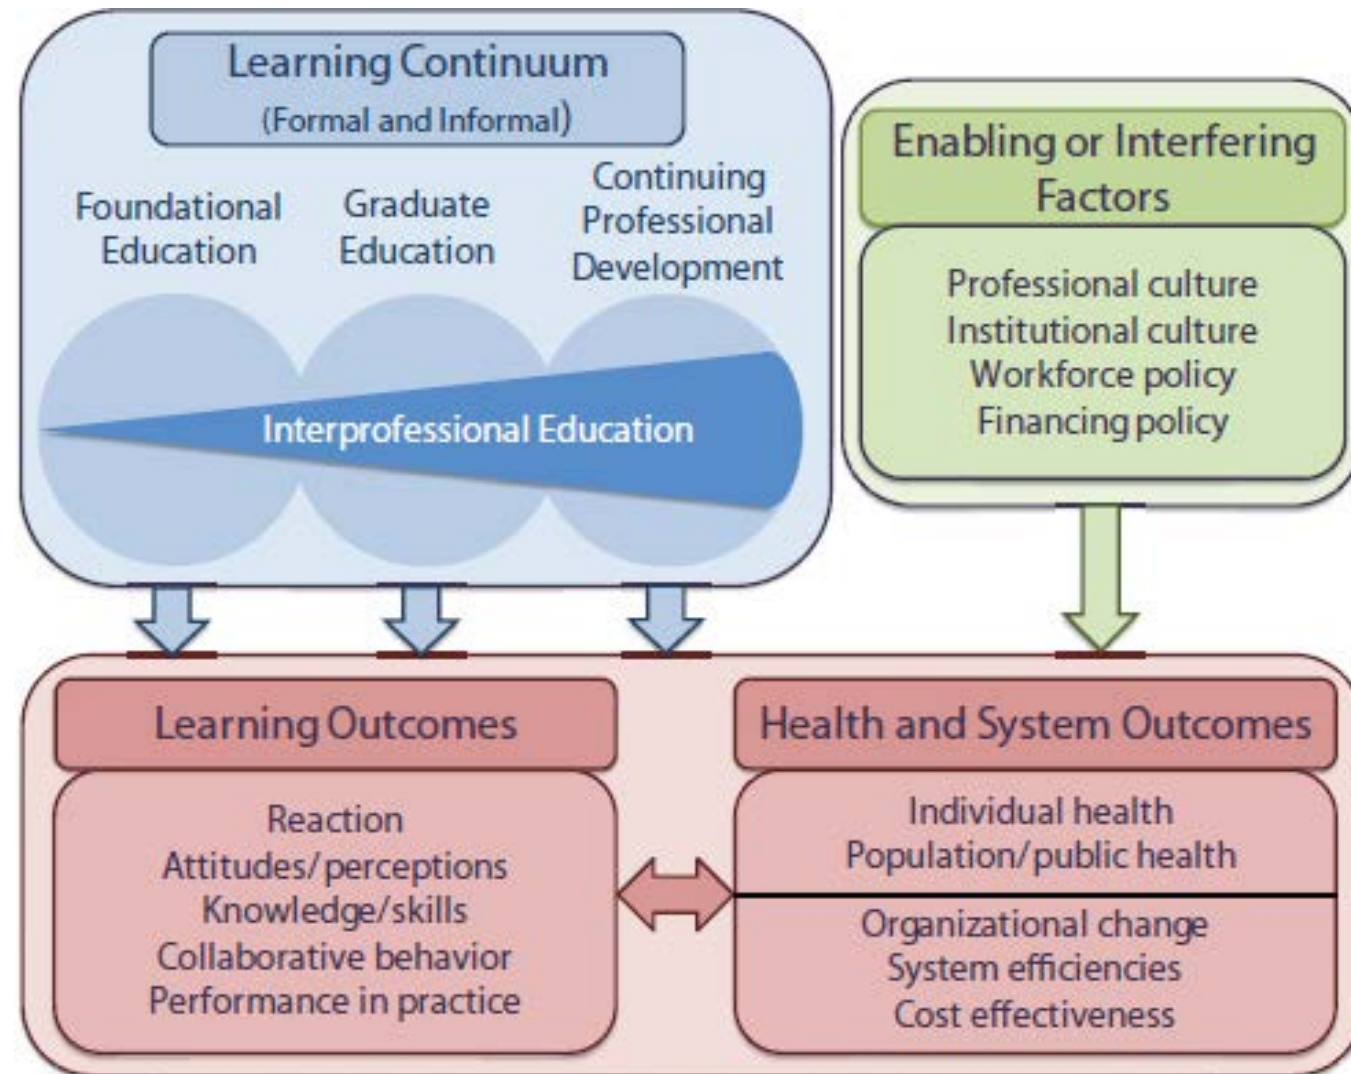 Learning Continuum
(Formal and Informal)
Foundational
Education
Graduate
Education
Continuing
Professional
Development
Interprofessional Education
Enabling or Interfering
Factors
Professional culture
Institutional culture
Workforce policy
Financing policy
Learning Outcomes
Reaction
Attitudes/perceptions
Knowledge/skills
Collaborative behavior
Performance in practice
Health and System Outcomes
Individual health
Population/public health
Organizational change
System efficiencies
Cost effectiveness